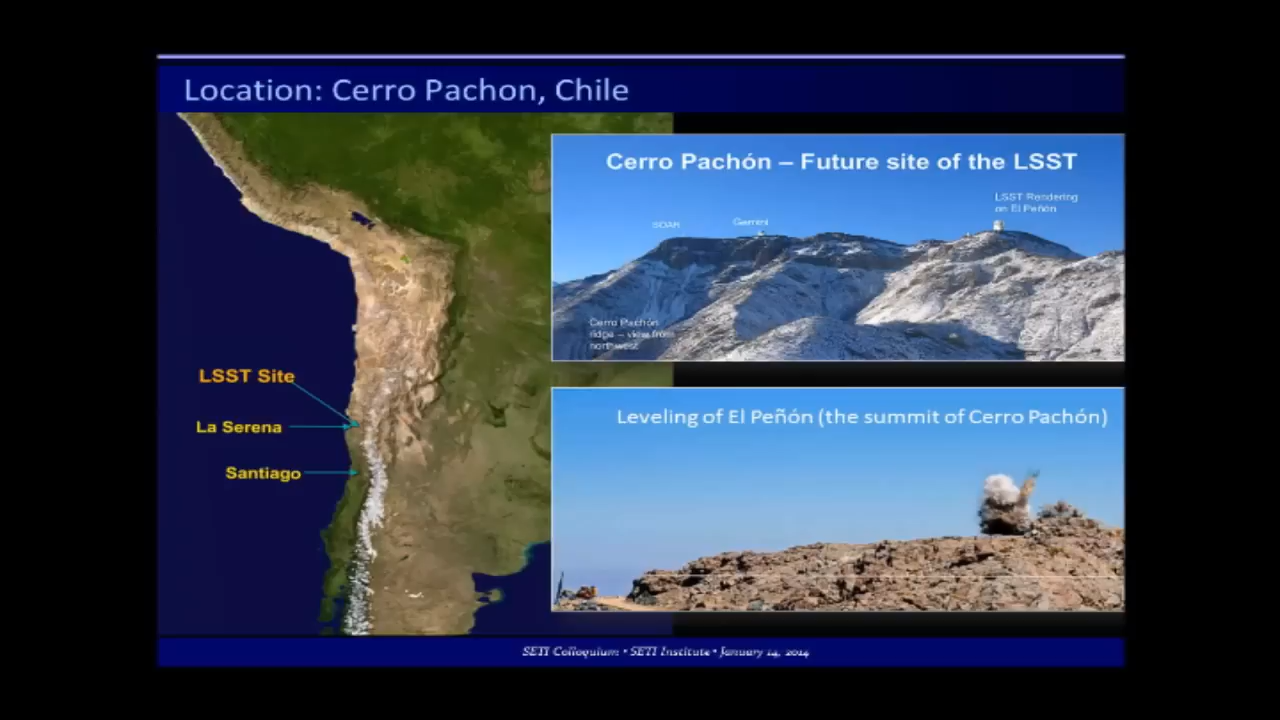 Location: Cerro Pachon, Chile
Cerro Pachón – Future site of the LSST
LSST Rendering
on El Peñón
SOAR
Gemini
Cerro Pachón
ridge – view from
northwest
LSST Site
La Serena
Santiago
Leveling of El Peñón (the summit of Cerro Pachón)
SETI Colloquium • SETI Institute • January 14, 2014